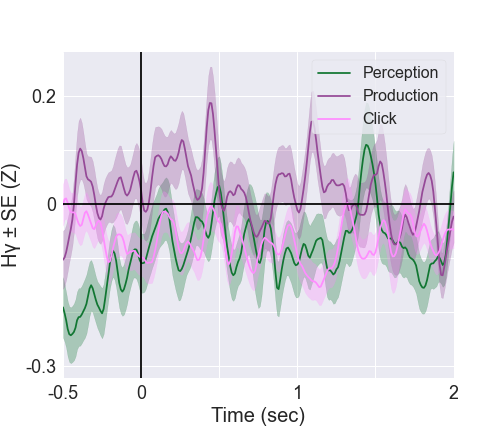 Perception
Production
Click
0.2
0
-0.3
Hγ ± SE (Z)
-0.5
0
1
2
Time (sec)